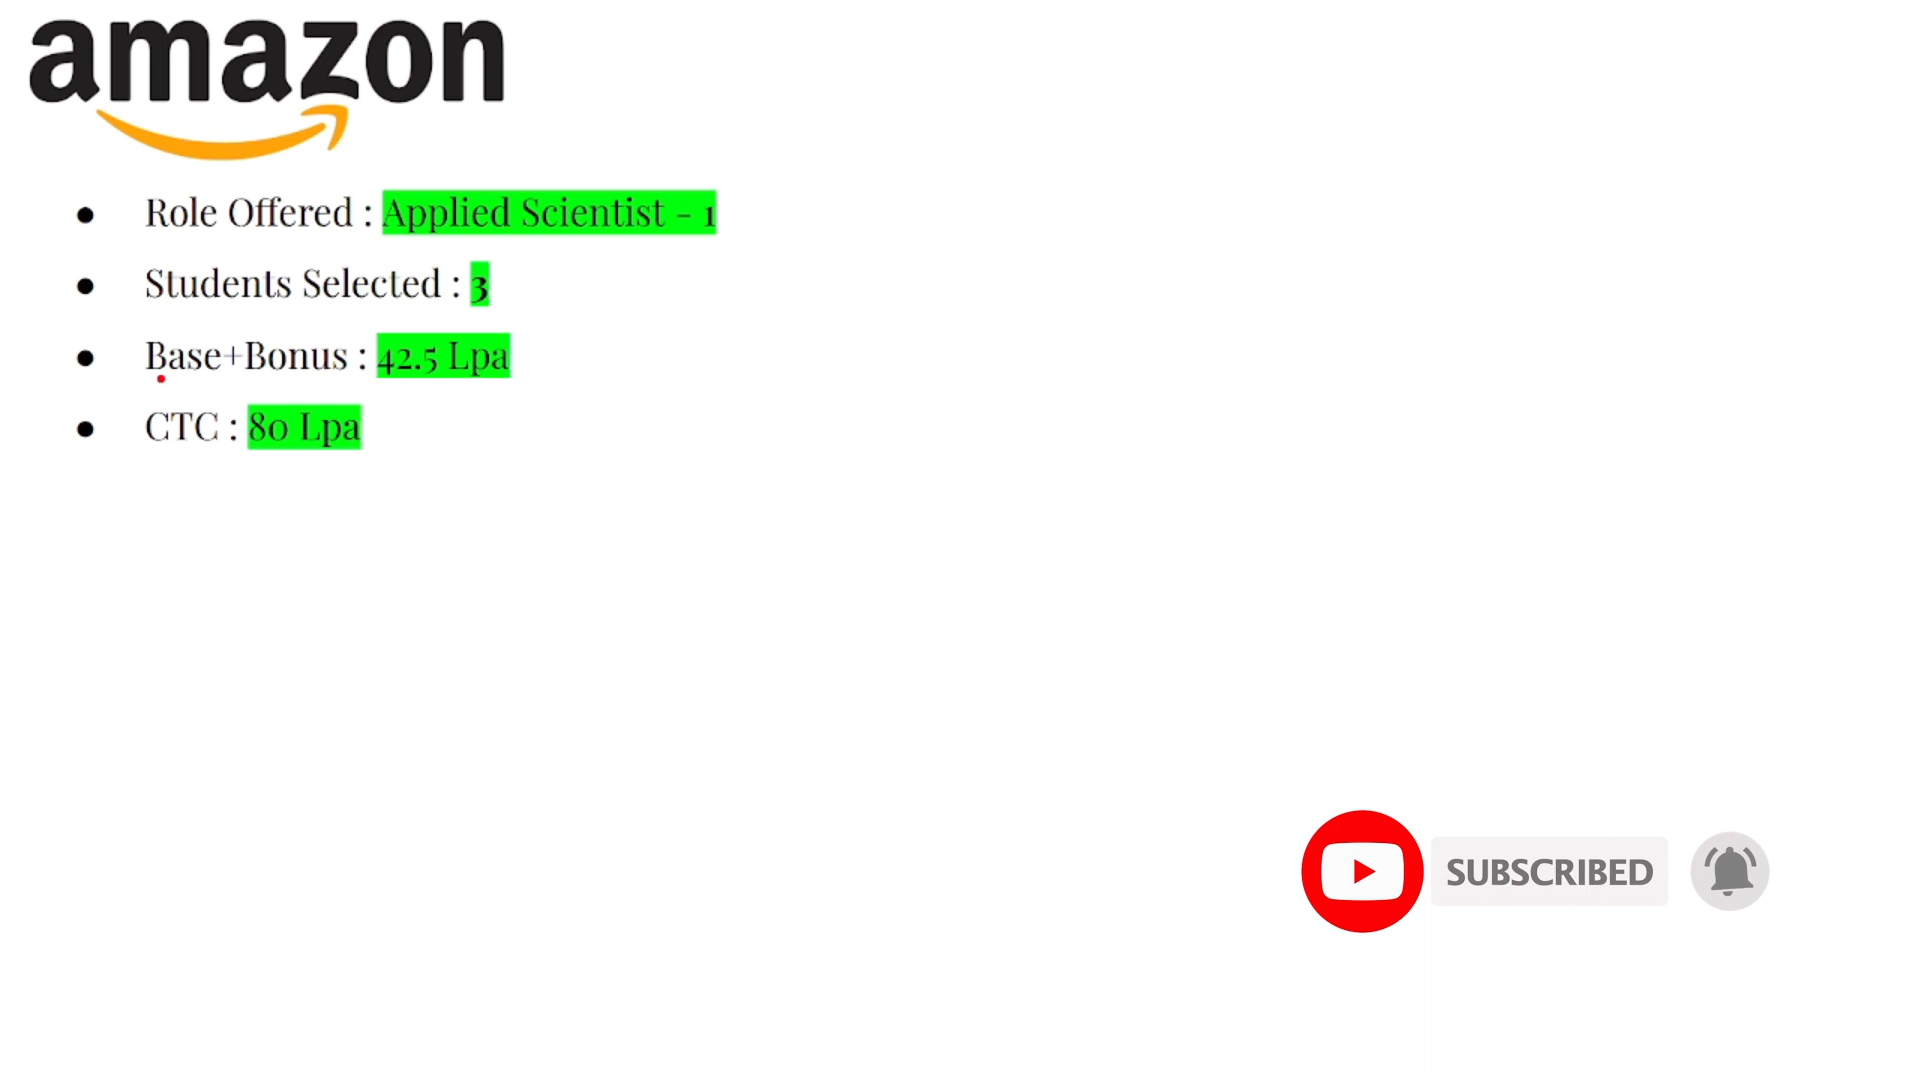 amazon
● Role Offered : Applied Scientist - 1
● Students Selected : 3
● Base+Bonus : 42.5 Lpa
● CTC : 80 Lpa
SUBSCRIBED